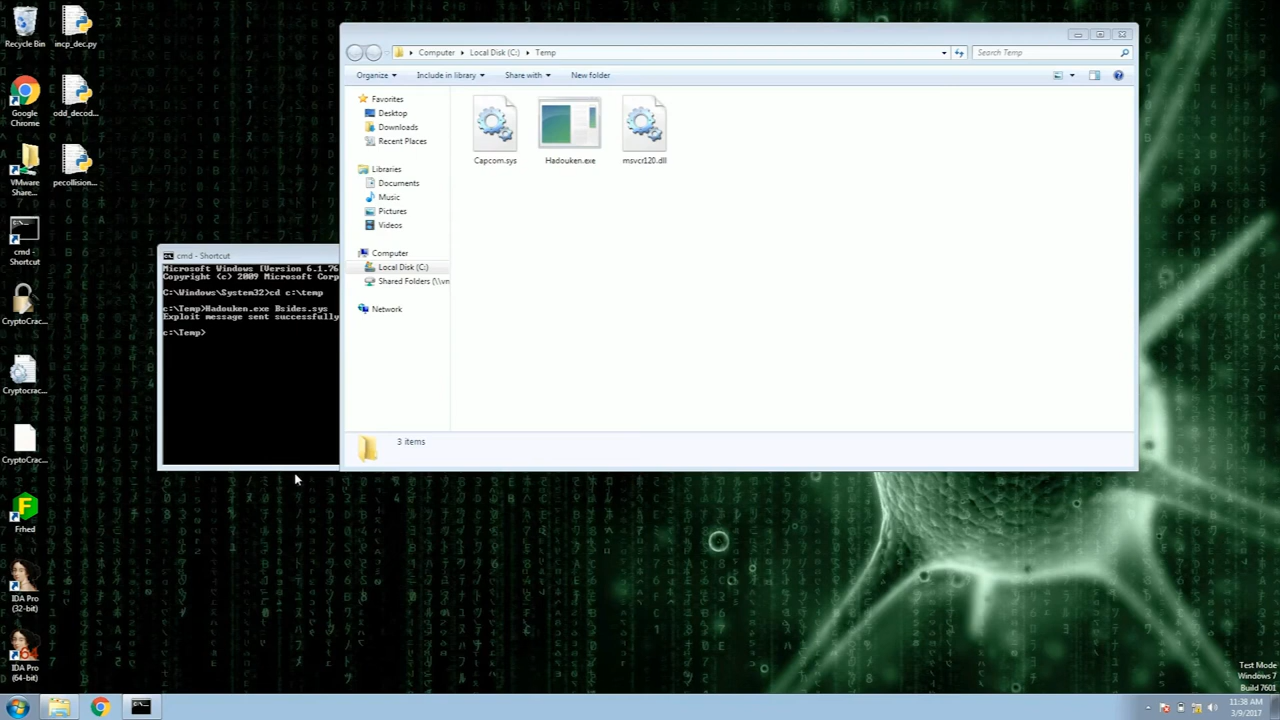 Recycle Bin
incp_dec.py
Google
Chrome
odd_decod...
VMware
Share...
pecollision...
cmd -
Shortcut
CryptoCrac...
Cryptocrac...
CryptoCrac...
Frhed
IDA Pro
(32-bit)
IDA Pro
(64-bit)
cmd - Shortcut
Microsoft Windows [Version 6.1.76
Copyright (c) 2009 Microsoft Corp
C:\Windows\System32>cd c:\temp
c:\Temp>Hadouken.exe Bsides.sys
Exploit message sent successfully
c:\Temp>
Computer
Local Disk (C:)
Temp
Search Temp
Organize
Include in library
Share with
New folder
Favorites
Desktop
Downloads
Recent Places
Libraries
Documents
Music
Pictures
Videos
Computer
Local Disk (C:)
Shared Folders (\\vm
Network
Capcom.sys
Hadouken.exe
msvcr120.dll
3 items
Test Mode
Windows 7
Build 7601
11:38 AM
3/9/2017